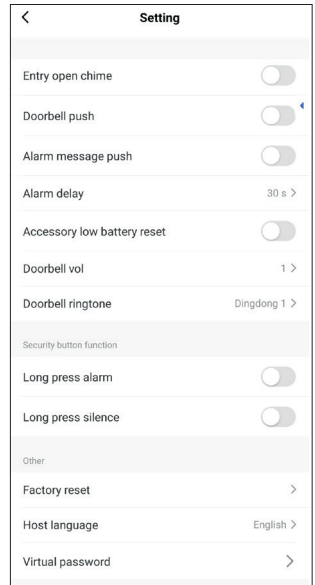 Setting
Entry open chime
Doorbell push
Alarm message push
Alarm delay 30 s
Accessory low battery reset
Doorbell vol 1
Doorbell ringtone Dingdong 1
Security button function
Long press alarm
Long press silence
Other
Factory reset
Host language English
Virtual password